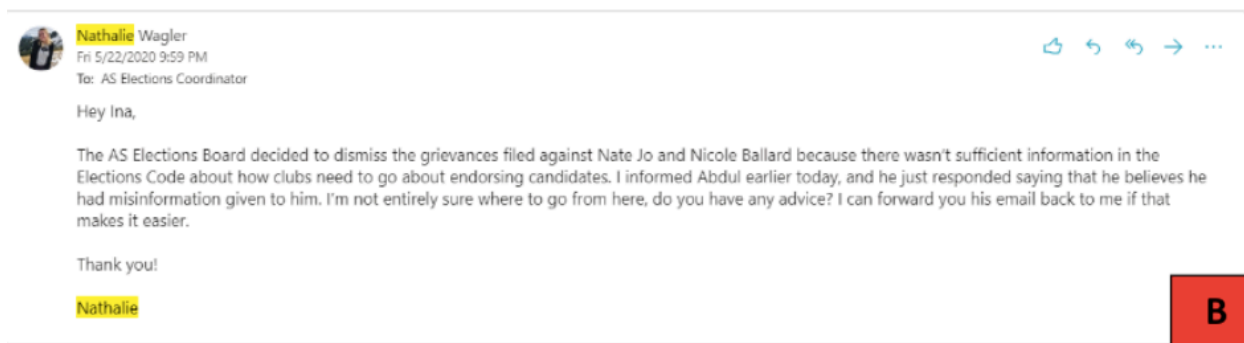 Nathalie Wagler
Fri 5/22/2020 9:59 PM
To: AS Elections Coordinator
Hey Ina,
The AS Elections Board decided to dismiss the grievances filed against Nate Jo and Nicole Ballard because there wasn't sufficient information in the
Elections Code about how clubs need to go about endorsing candidates. I informed Abdul earlier today, and he just responded saying that he believes he
had misinformation given to him. I'm not entirely sure where to go from here, do you have any advice? I can forward you his email back to me if that
makes it easier.
Thank you!
Nathalie
B